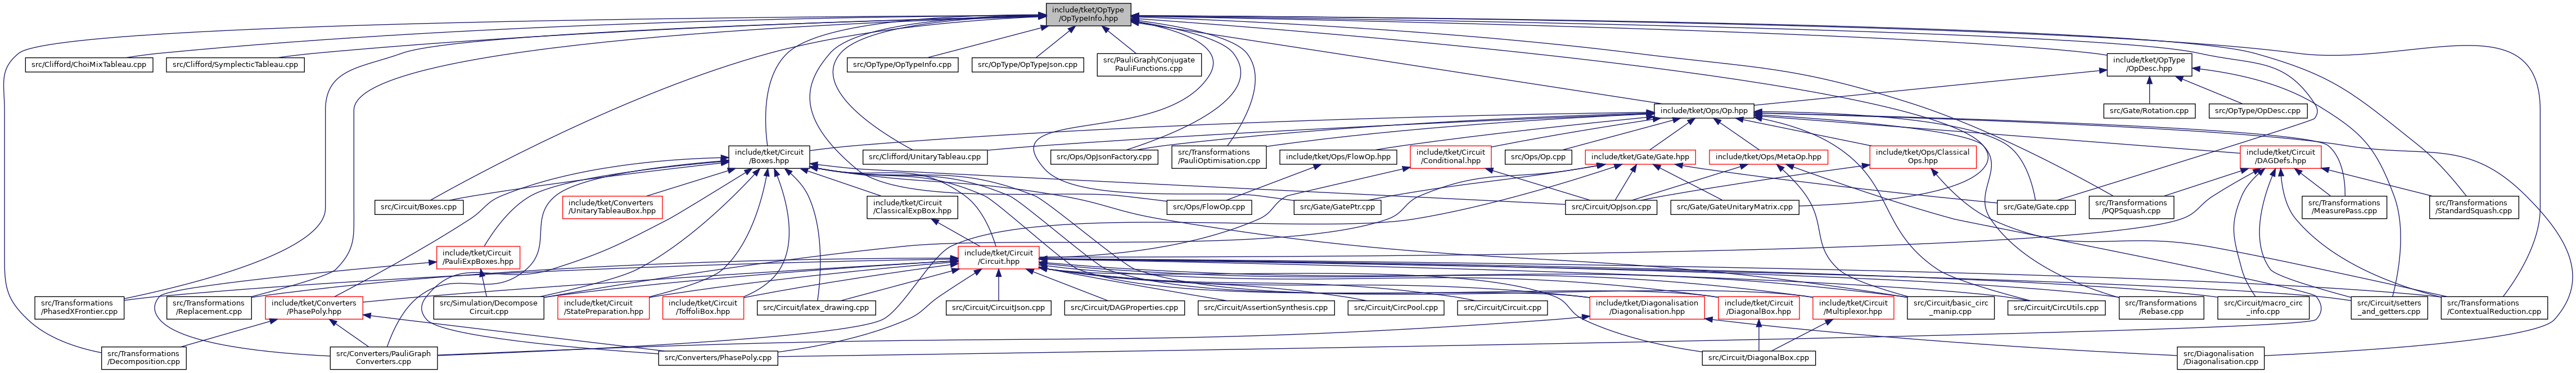 include/tket/OpType
/OpTypeInfo.hpp
src/Clifford/ChoiMixTableau.cpp
src/Clifford/SymplecticTableau.cpp
src/OpType/OpTypeInfo.cpp
src/OpType/OpTypeJson.cpp
src/PauliGraph/Conjugate
PauliFunctions.cpp
include/tket/OpType
/OpDesc.hpp
include/tket/Ops/Op.hpp
src/Gate/Rotation.cpp
src/OpType/OpDesc.cpp
include/tket/Circuit
/Boxes.hpp
src/Clifford/UnitaryTableau.cpp
src/Ops/OpJsonFactory.cpp
src/Transformations
/PauliOptimisation.cpp
include/tket/Ops/FlowOp.hpp
include/tket/Circuit
/Conditional.hpp
src/Ops/Op.cpp
include/tket/Gate/Gate.hpp
include/tket/Ops/MetaOp.hpp
include/tket/Ops/Classical
Ops.hpp
include/tket/Circuit
/DAGDefs.hpp
src/Circuit/Boxes.cpp
include/tket/Converters
/UnitaryTableauBox.hpp
include/tket/Circuit
/ClassicalExpBox.hpp
src/Ops/FlowOp.cpp
src/Gate/GatePtr.cpp
src/Circuit/OpJson.cpp
src/Gate/GateUnitaryMatrix.cpp
src/Gate/Gate.cpp
src/Transformations
/PQPSquash.cpp
src/Transformations
/MeasurePass.cpp
src/Transformations
/StandardSquash.cpp
include/tket/Circuit
/PauliExpBoxes.hpp
include/tket/Circuit
/Circuit.hpp
src/Transformations
/PhasedXFrontier.cpp
src/Transformations
/Replacement.cpp
include/tket/Converters
/PhasePoly.hpp
src/Simulation/Decompose
Circuit.cpp
include/tket/Circuit
/StatePreparation.hpp
include/tket/Circuit
/ToffoliBox.hpp
src/Circuit/latex_drawing.cpp
src/Circuit/CircuitJson.cpp
src/Circuit/DAGProperties.cpp
src/Circuit/AssertionSynthesis.cpp
src/Circuit/CircPool.cpp
src/Circuit/Circuit.cpp
include/tket/Diagonalisation
/Diagonalisation.hpp
include/tket/Circuit
/DiagonalBox.hpp
include/tket/Circuit
/Multiplexor.hpp
src/Circuit/basic_circ
_manip.cpp
src/Circuit/CircUtils.cpp
src/Transformations
/Rebase.cpp
src/Circuit/macro_circ
_info.cpp
src/Circuit/setters
_and_getters.cpp
src/Transformations
/ContextualReduction.cpp
src/Transformations
/Decomposition.cpp
src/Converters/PauliGraph
Converters.cpp
src/Converters/PhasePoly.cpp
src/Circuit/DiagonalBox.cpp
src/Diagonalisation
/Diagonalisation.cpp